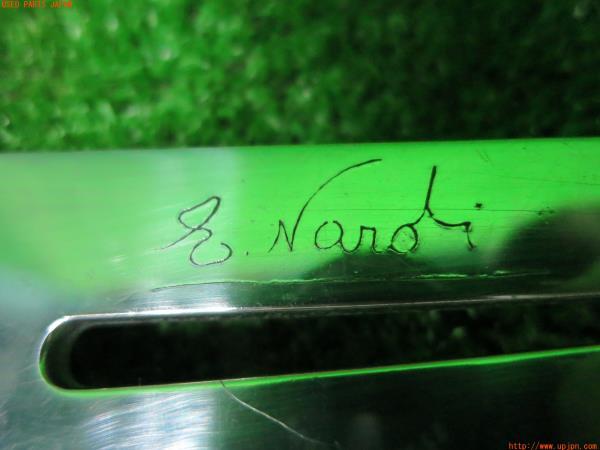 USED PARTS JAPAN
E. Nardi
http://www.upjpn.com/